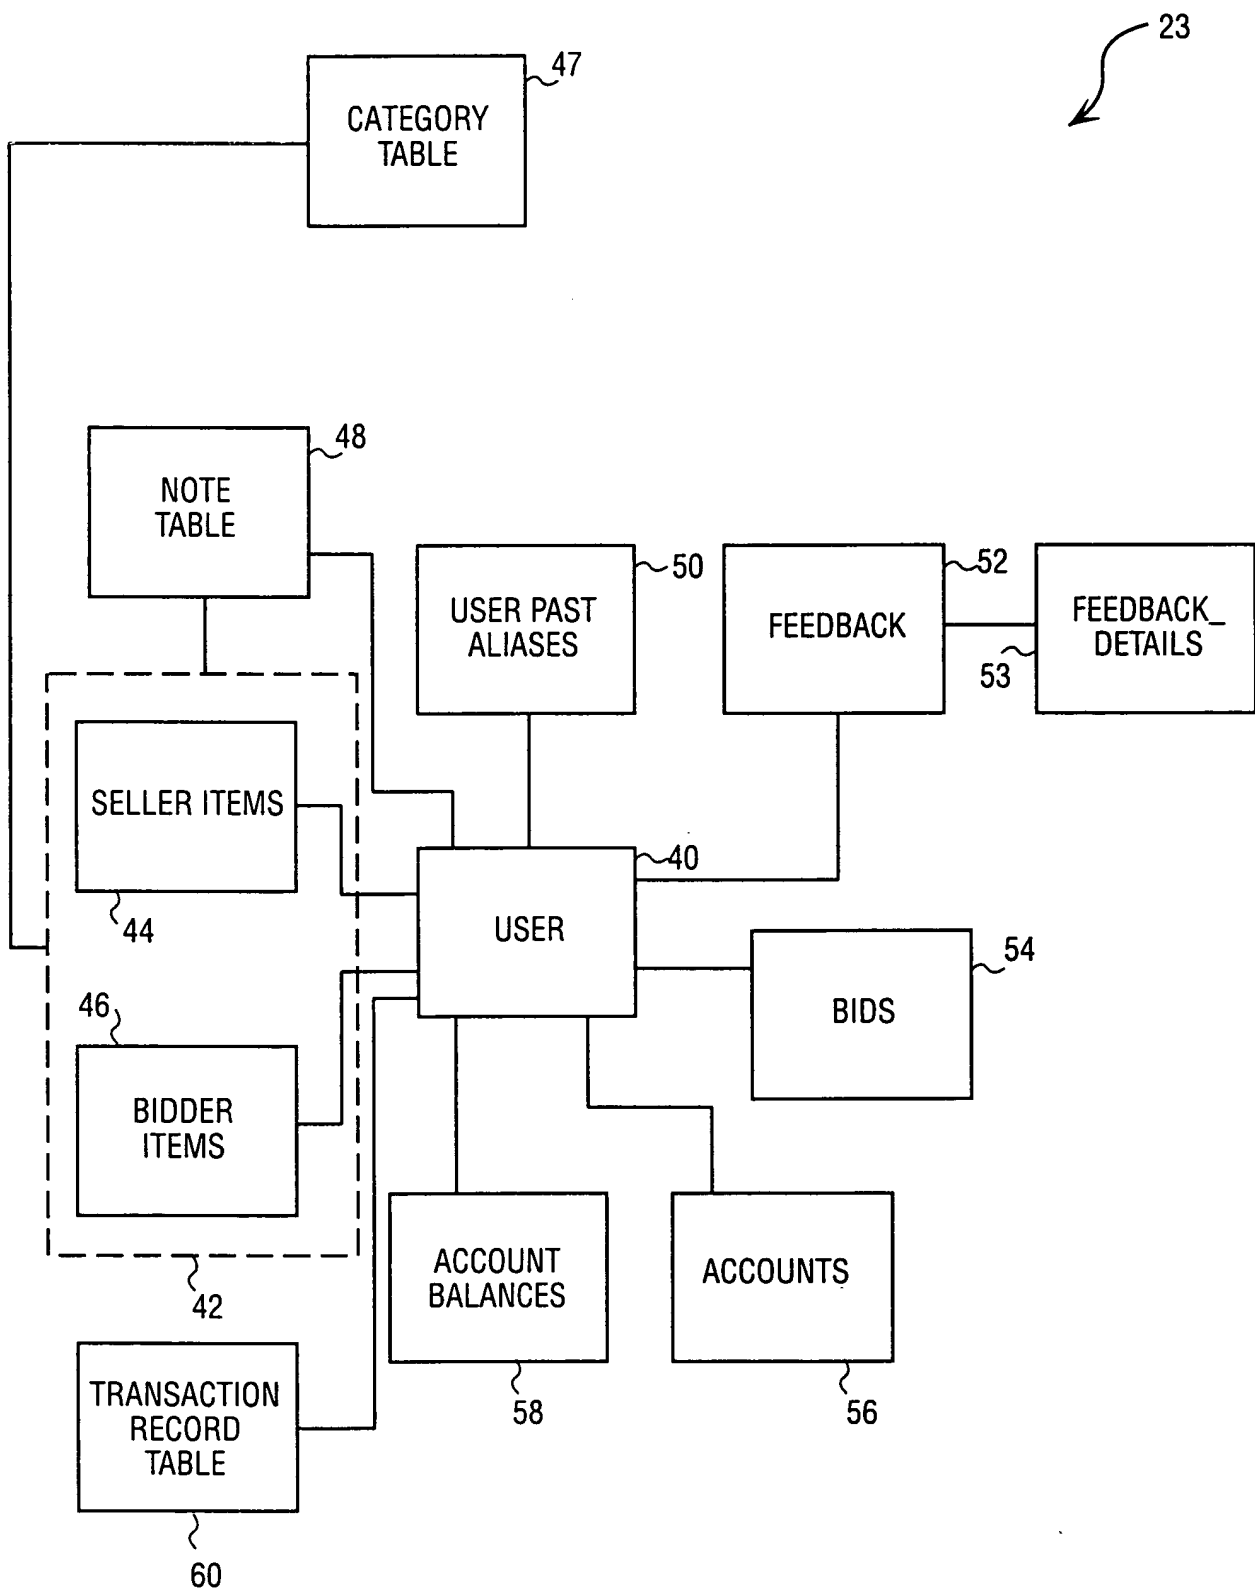 23
47
CATEGORY
TABLE
48
NOTE
TABLE
50
USER PAST
ALIASES
52
FEEDBACK
53
FEEDBACK_
DETAILS
SELLER ITEMS
44
40
USER
54
BIDS
46
BIDDER
ITEMS
42
ACCOUNT
BALANCES
58
ACCOUNTS
56
TRANSACTION
RECORD
TABLE
60